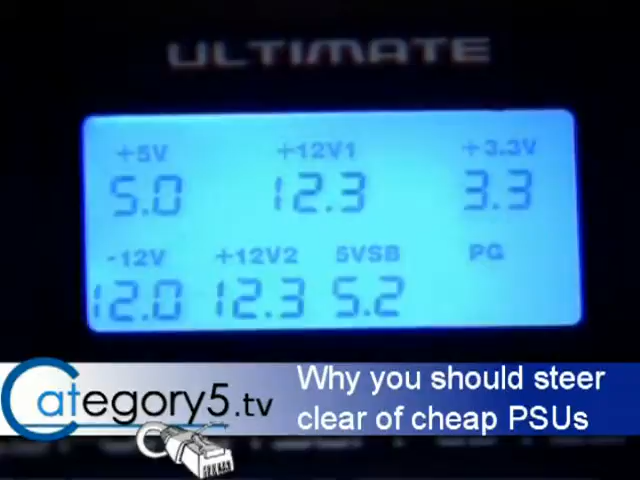 ULTIMATE
+5V +12V1 +3.3V
5.0 12.3 3.3
-12V +12V2 5VSB PG
12.0 12.3 5.2
Category5.tv
Why you should steer
clear of cheap PSUs